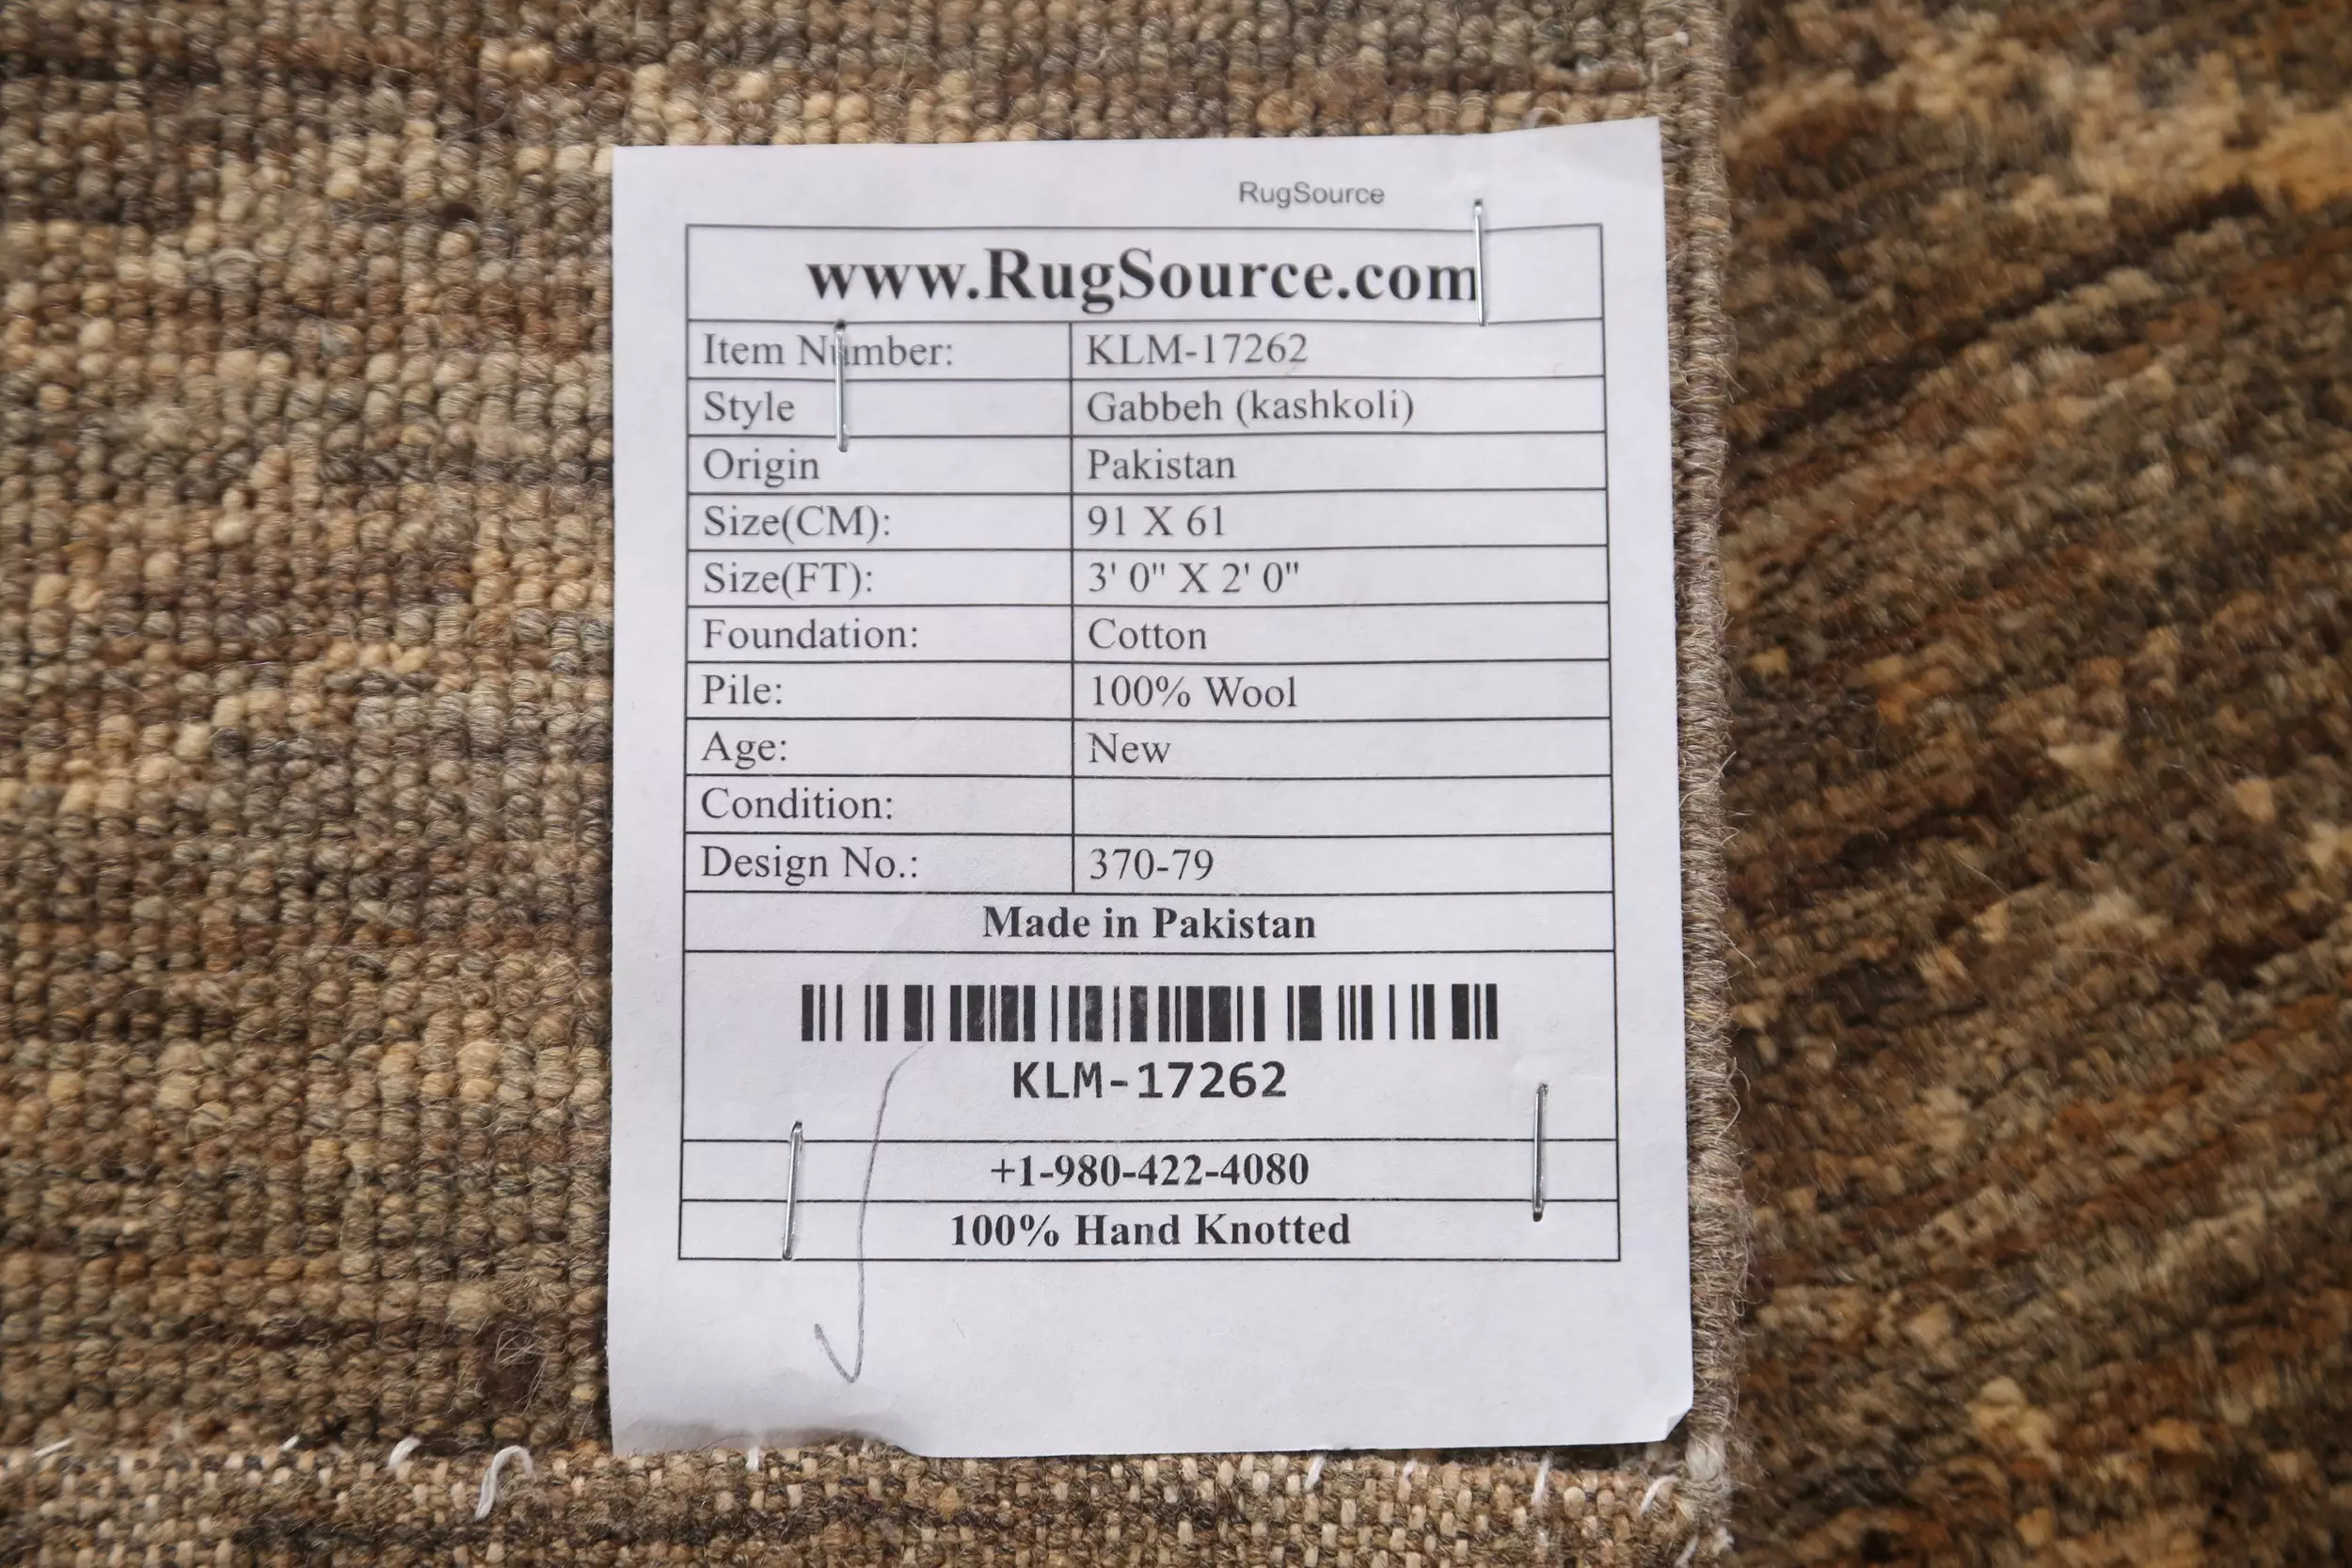 RugSource
www.RugSource.com
Item Number: KLM-17262
Style Gabbeh (kashkoli)
Origin Pakistan
Size(CM): 91 X 61
Size(FT): 3' 0" X 2' 0"
Foundation: Cotton
Pile: 100% Wool
Age: New
Condition:
Design No.: 370-79
Made in Pakistan
KLM-17262
+1-980-422-4080
100% Hand Knotted